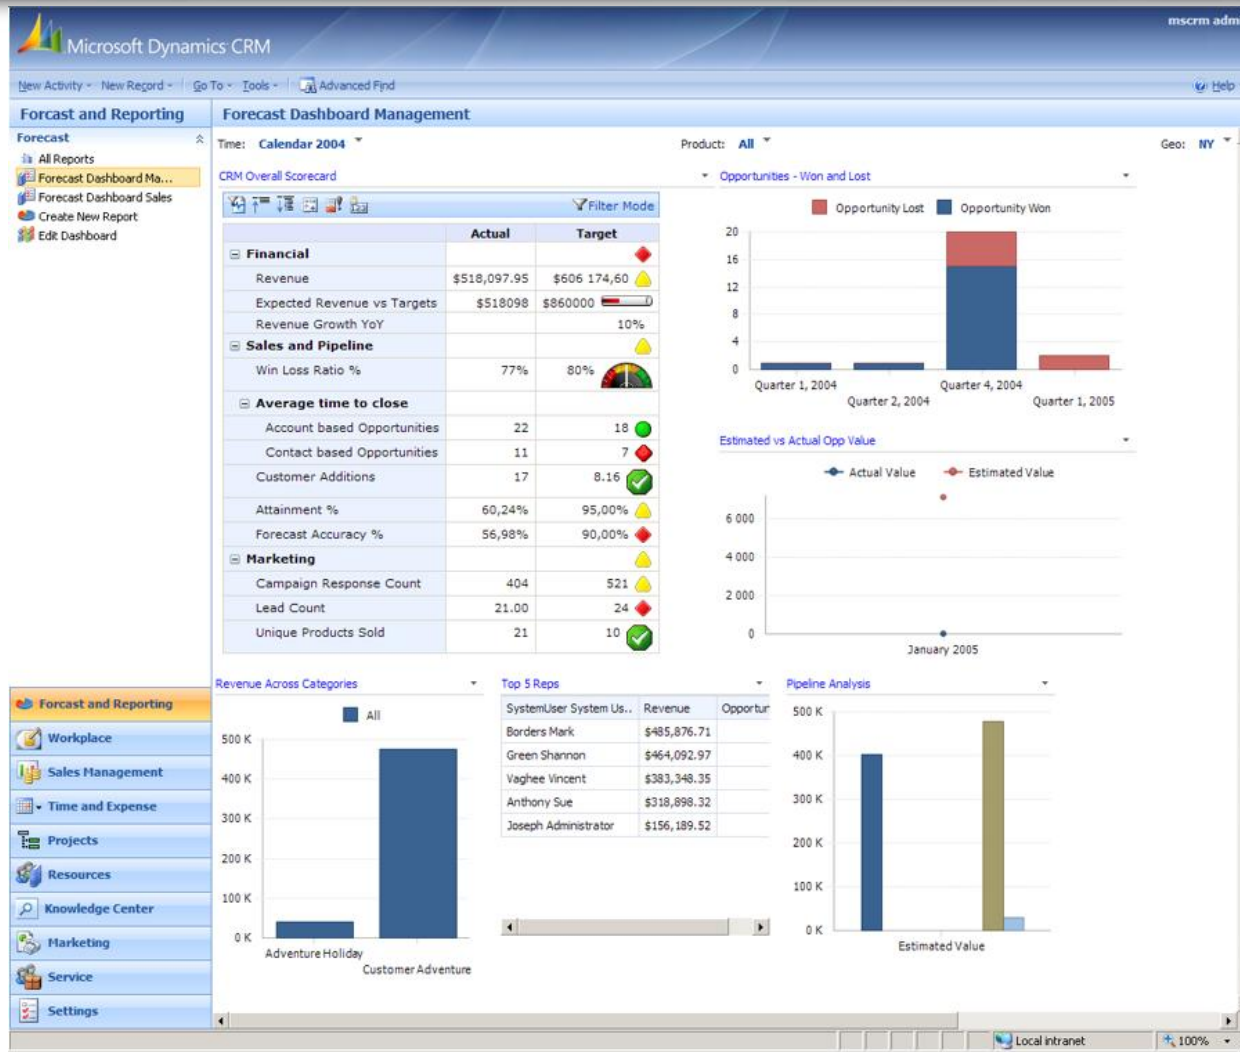 mscrm adm
Microsoft Dynamics CRM
New Activity New Record Go To Tools Advanced Find Help
Forcast and Reporting
Forecast
All Reports
Forecast Dashboard Ma...
Forecast Dashboard Sales
Create New Report
Edit Dashboard
Forecast Dashboard Management
Time: Calendar 2004 Product: All Geo: NY
CRM Overall Scorecard
Filter Mode
Actual Target
Financial
Revenue $518,097.95 $606 174,60
Expected Revenue vs Targets $518098 $860000
Revenue Growth YoY 10%
Sales and Pipeline
Win Loss Ratio % 77% 80%
Average time to close
Account based Opportunities 22 18
Contact based Opportunities 11 7
Customer Additions 17 8.16
Attainment % 60,24% 95,00%
Forecast Accuracy % 56,98% 90,00%
Marketing
Campaign Response Count 404 521
Lead Count 21.00 24
Unique Products Sold 21 10
Opportunities - Won and Lost
Opportunity Lost Opportunity Won
20
16
12
8
4
0
Quarter 1, 2004 Quarter 4, 2004
Quarter 2, 2004 Quarter 1, 2005
Estimated vs Actual Opp Value
Actual Value Estimated Value
6 000
4 000
2 000
0
January 2005
Revenue Across Categories
All
500 K
400 K
300 K
200 K
100 K
0 K
Adventure Holiday
Customer Adventure
Top 5 Reps
SystemUser System Us.. Revenue Opportun
Borders Mark $485,876.71
Green Shannon $464,092.97
Vaghee Vincent $383,348.35
Anthony Sue $318,898.32
Joseph Administrator $156,189.52
Pipeline Analysis
500 K
400 K
300 K
200 K
100 K
0 K
Estimated Value
Forcast and Reporting
Workplace
Sales Management
Time and Expense
Projects
Resources
Knowledge Center
Marketing
Service
Settings
Local intranet 100%